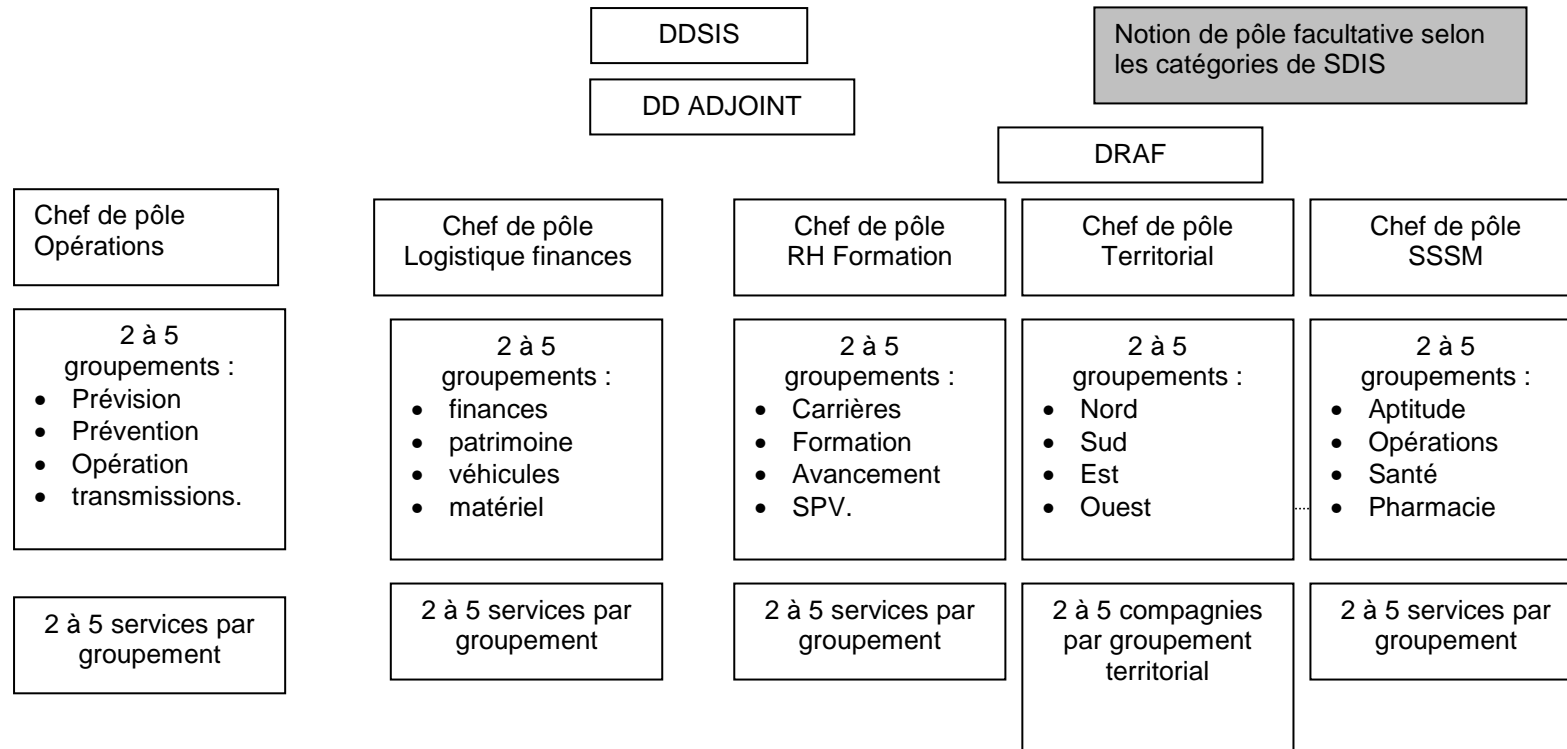 DDSIS
Notion de pôle facultative selon
les catégories de SDIS
DD ADJOINT
DRAF
Chef de pôle
Opérations
Chef de pôle
Logistique finances
Chef de pôle
RH Formation
Chef de pôle
Territorial
Chef de pôle
SSSM
2 à 5
groupements :
• Prévision
• Prévention
• Opération
• transmissions.
2 à 5
groupements :
• finances
• patrimoine
• véhicules
• matériel
2 à 5
groupements :
• Carrières
• Formation
• Avancement
• SPV.
2 à 5
groupements :
• Nord
• Sud
• Est
• Ouest
2 à 5
groupements :
• Aptitude
• Opérations
• Santé
• Pharmacie
2 à 5 services par
groupement
2 à 5 services par
groupement
2 à 5 services par
groupement
2 à 5 compagnies
par groupement
territorial
2 à 5 services par
groupement